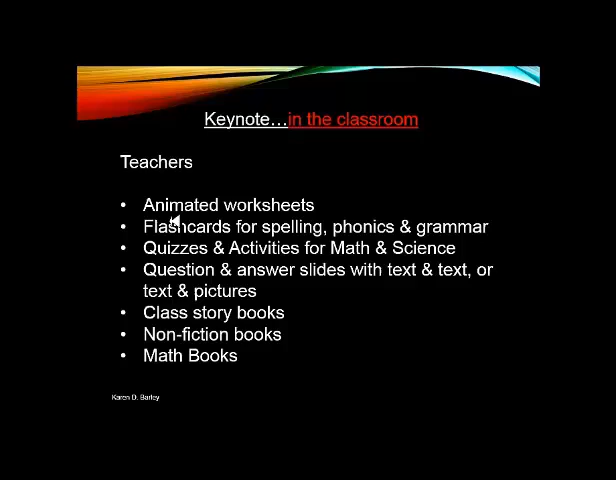 Keynote…in the classroom
Teachers
• Animated worksheets
• Flashcards for spelling, phonics & grammar
• Quizzes & Activities for Math & Science
• Question & answer slides with text & text, or
text & pictures
• Class story books
• Non-fiction books
• Math Books
Karen D. Barley